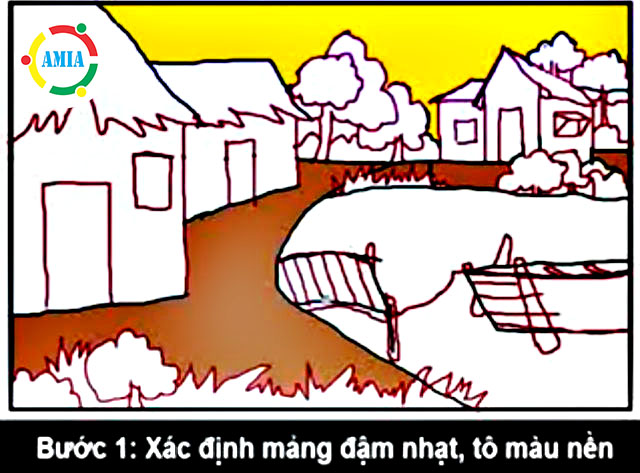 AMIA
Bước 1: Xác định mảng đậm nhạt, tô màu nền